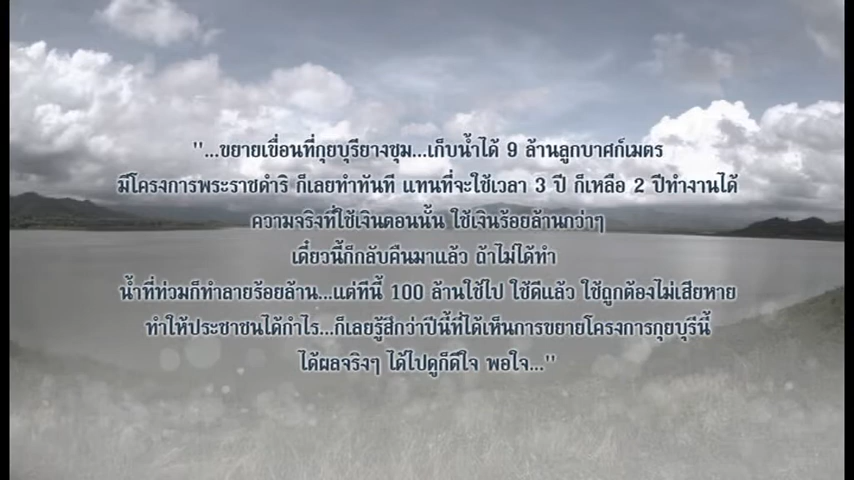 "...ขยายเขื่อนที่กุยบุรียางชุม...เก็บน้ำได้ 9 ล้านลูกบาศก์เมตร
มีโครงการพระราชดำริ ก็เลยทำทันที แทนที่จะใช้เวลา 3 ปี ก็เหลือ 2 ปีทำงานได้
ความจริงที่ใช้เงินตอนนั้น ใช้เงินร้อยล้านกว่าๆ
เดี๋ยวนี้ก็กลับคืนมาแล้ว ถ้าไม่ได้ทำ
น้ำที่ท่วมก็ทำลายร้อยล้าน...แต่ทีนี้ 100 ล้านใช้ไป ใช้ดีแล้ว ใช้ถูกต้องไม่เสียหาย
ทำให้ประชาชนได้กำไร...ก็เลยรู้สึกว่าปีนี้ที่ได้เห็นการขยายโครงการกุยบุรีนี้
ได้ผลจริงๆ ได้ไปดูก็ดีใจ พอใจ..."